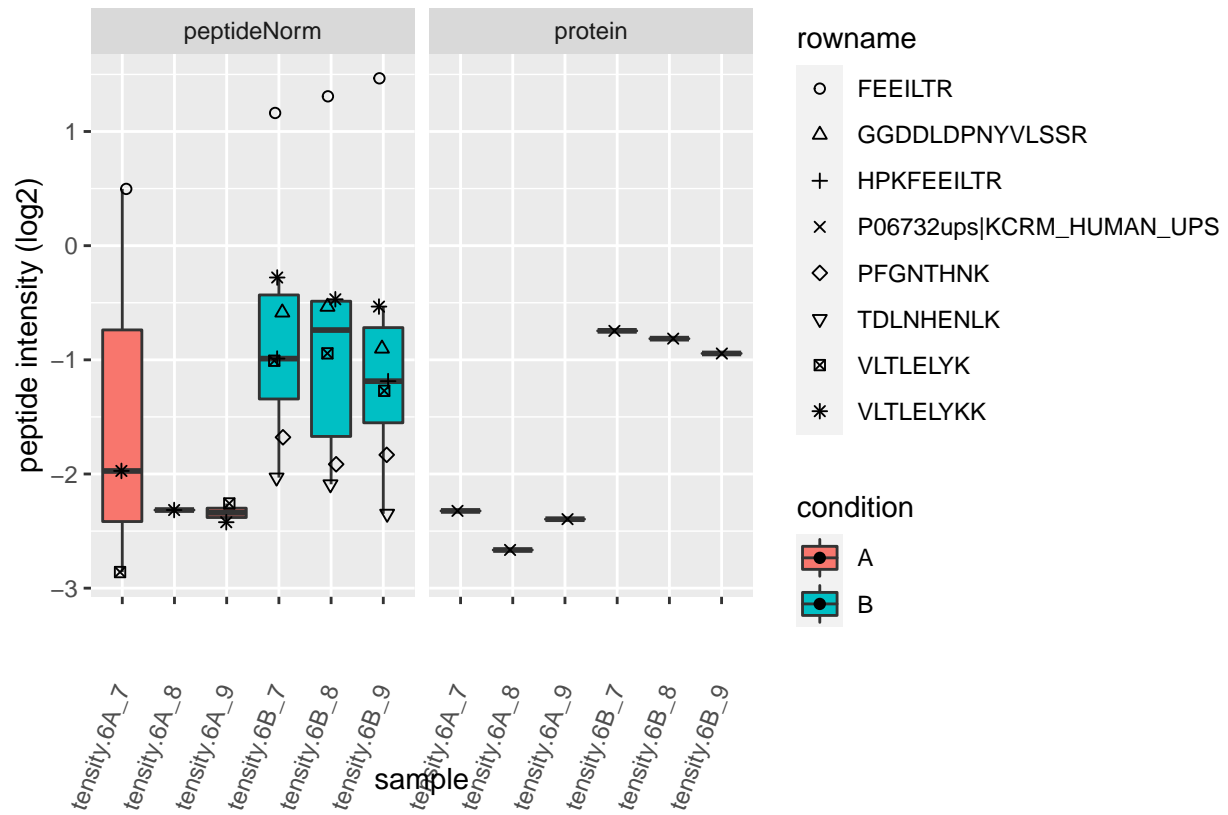 peptideNorm
protein
peptide intensity (log2)
1
0
−1
−2
−3
tensity.6A_7
tensity.6A_8
tensity.6A_9
tensity.6B_7
tensity.6B_8
tensity.6B_9
tensity.6A_7
tensity.6A_8
tensity.6A_9
tensity.6B_7
tensity.6B_8
tensity.6B_9
sample
rowname
FEEILTR
GGDDLDPNYVLSSR
HPKFEEILTR
P06732ups|KCRM_HUMAN_UPS
PFGNTHNK
TDLNHENLK
VLTLELYK
VLTLELYKK
condition
A
B